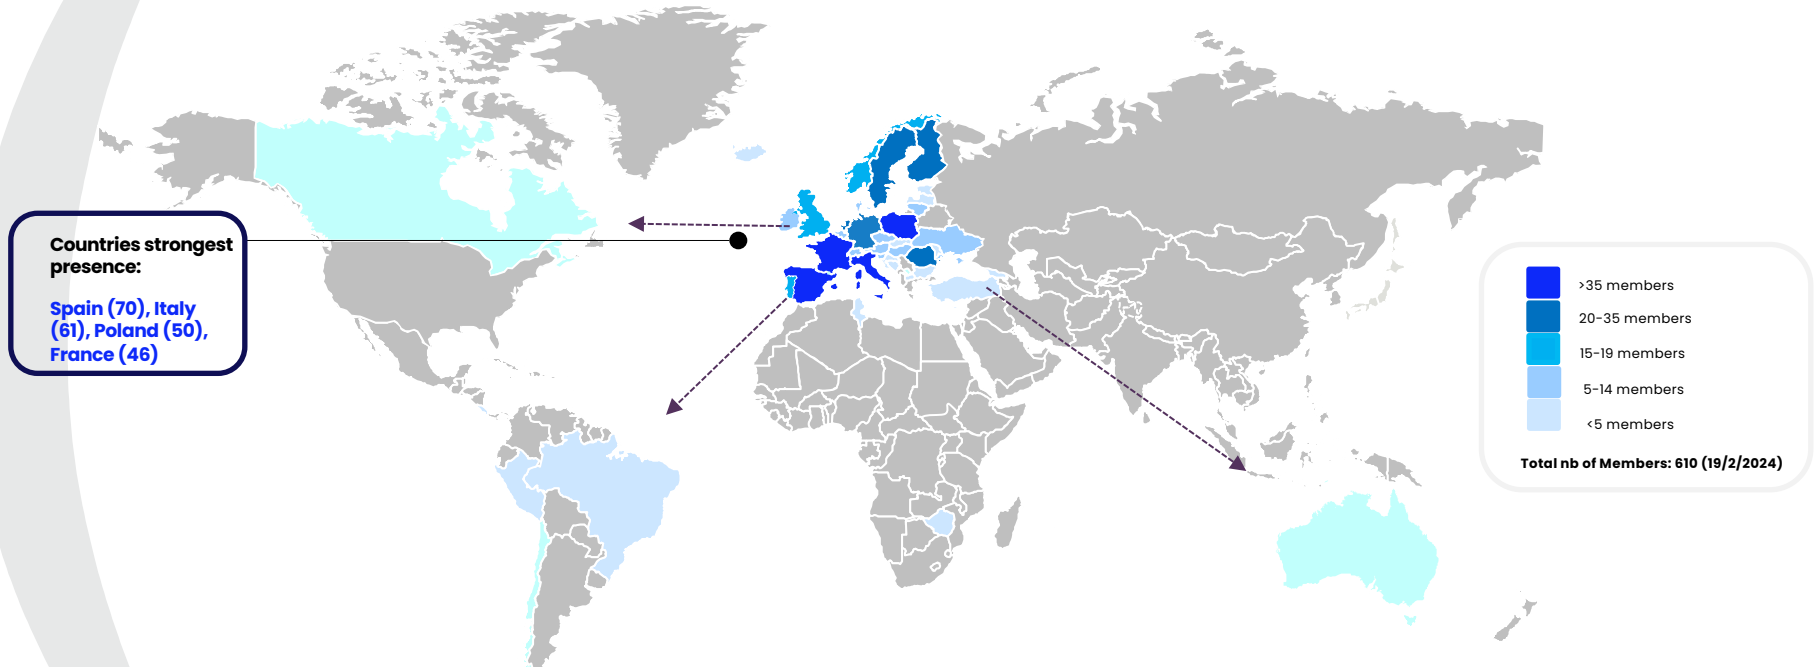 Countries strongest
presence:
Spain (70), Italy
(61), Poland (50),
France (46)
>35 members
20-35 members
15-19 members
5-14 members
<5 members
Total nb of Members: 610 (19/2/2024)